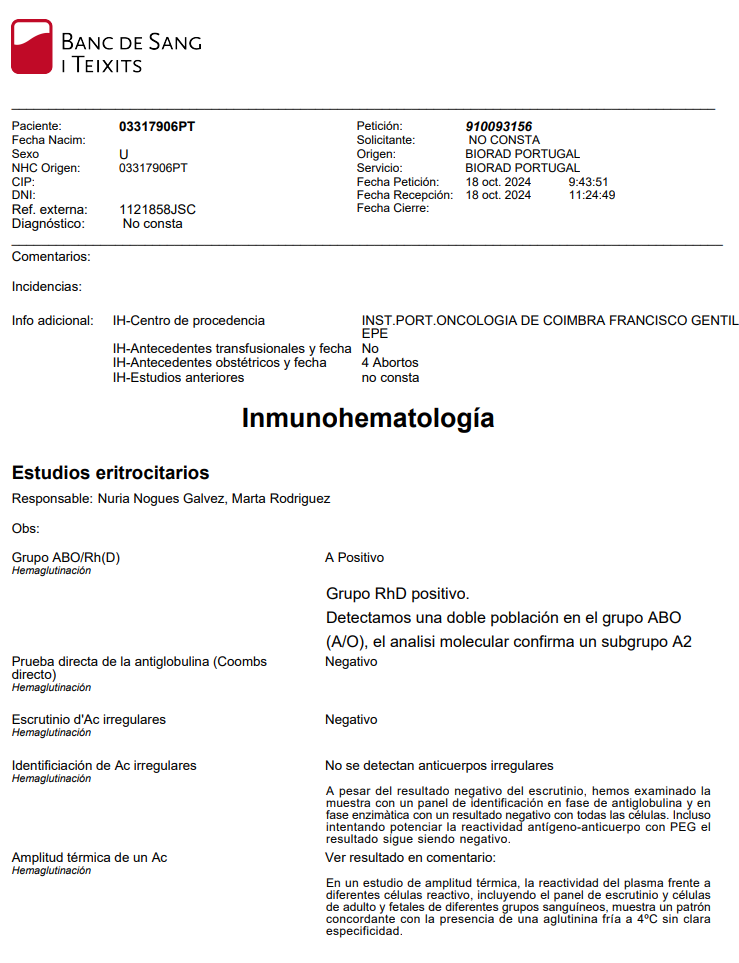 BANC DE SANG
I TEIXITS
Paciente: 03317906PT Petición: 910093156
Fecha Nacim: Solicitante: NO CONSTA
Sexo U Origen: BIORAD PORTUGAL
NHC Origen: 03317906PT Servicio: BIORAD PORTUGAL
CIP: Fecha Petición: 18 oct. 2024 9:43:51
DNI: Fecha Recepción: 18 oct. 2024 11:24:49
Ref. externa: 1121858JSC Fecha Cierre:
Diagnóstico: No consta
Comentarios:
Incidencias:
Info adicional: IH-Centro de procedencia INST.PORT.ONCOLOGIA DE COIMBRA FRANCISCO GENTIL
EPE
IH-Antecedentes transfusionales y fecha No
IH-Antecedentes obstétricos y fecha 4 Abortos
IH-Estudios anteriores no consta
Inmunohematología
Estudios eritrocitarios
Responsable: Nuria Nogues Galvez, Marta Rodriguez
Obs:
Grupo ABO/Rh(D) A Positivo
Hemaglutinación
Grupo RhD positivo.
Detectamos una doble población en el grupo ABO
(A/O), el analisi molecular confirma un subgrupo A2
Prueba directa de la antiglobulina (Coombs Negativo
directo)
Hemaglutinación
Escrutinio d'Ac irregulares Negativo
Hemaglutinación
Identificiación de Ac irregulares No se detectan anticuerpos irregulares
Hemaglutinación
A pesar del resultado negativo del escrutinio, hemos examinado la
muestra con un panel de identificación en fase de antiglobulina y en
fase enzimàtica con un resultado negativo con todas las células. Incluso
intentando potenciar la reactividad antígeno-anticuerpo con PEG el
resultado sigue siendo negativo.
Amplitud térmica de un Ac Ver resultado en comentario:
Hemaglutinación
En un estudio de amplitud térmica, la reactividad del plasma frente a
diferentes células reactivo, incluyendo el panel de escrutinio y células
de adulto y fetales de diferentes grupos sanguíneos, muestra un patrón
concordante con la presencia de una aglutinina fría a 4ºC sin clara
especificidad.